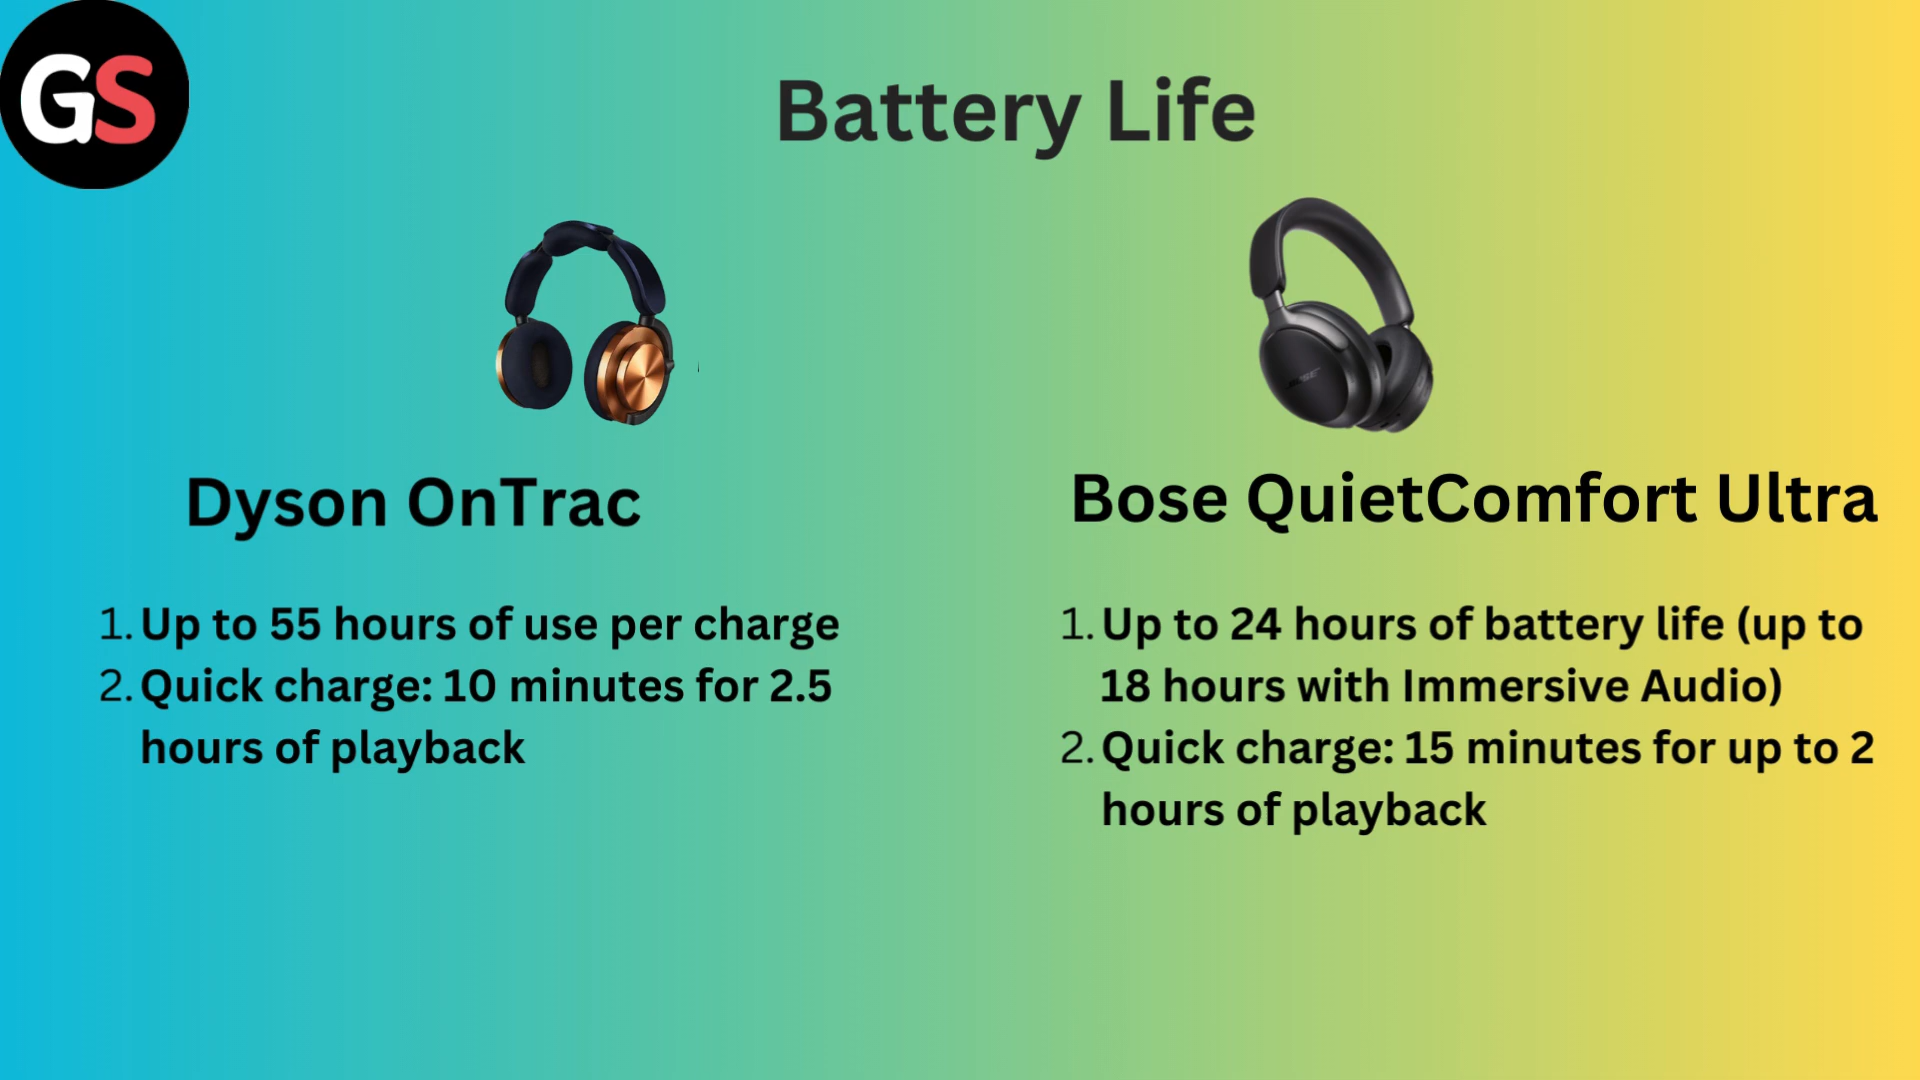 GS
Battery Life
BOSE
Dyson OnTrac
1. Up to 55 hours of use per charge
2. Quick charge: 10 minutes for 2.5
hours of playback
Bose QuietComfort Ultra
1. Up to 24 hours of battery life (up to
18 hours with Immersive Audio)
2. Quick charge: 15 minutes for up to 2
hours of playback